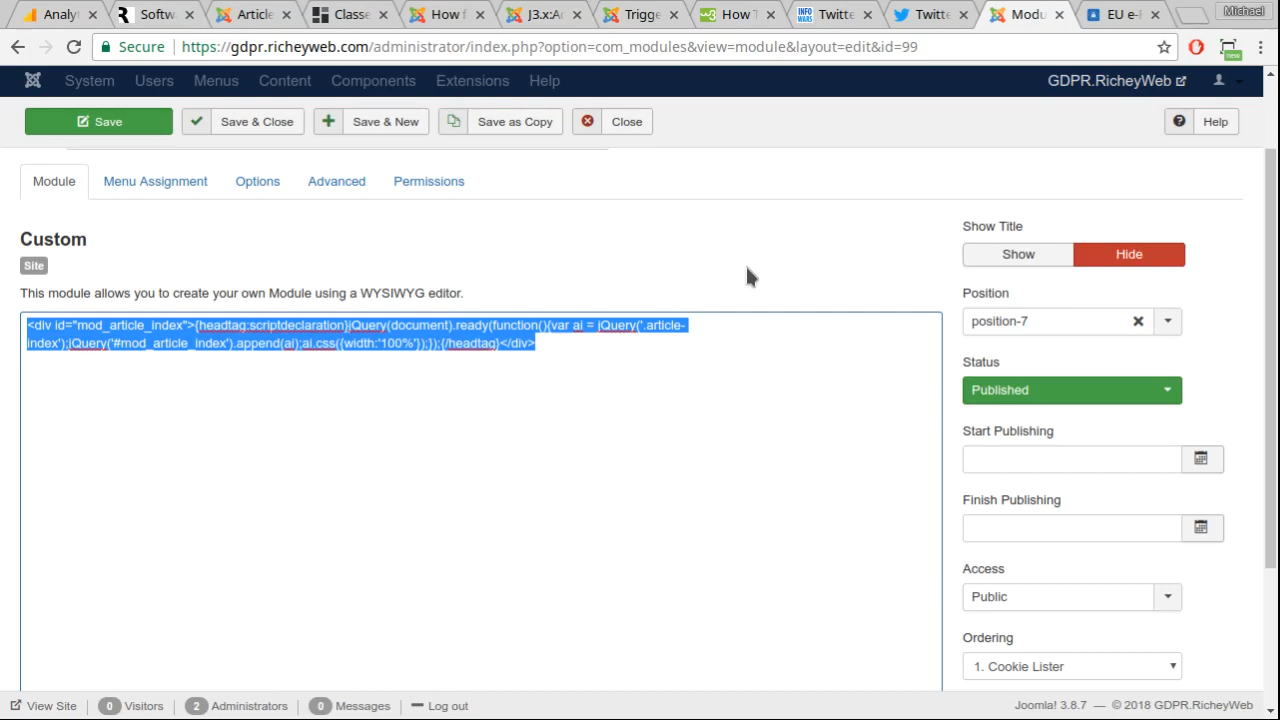 Analyt Softw Article Classe How f J3.x:Ac Trigge How T Twitte Twitte Modu EU e- Michael
Secure https://gdpr.richeyweb.com/administrator/index.php?option=com_modules&view=module&layout=edit&id=99
System Users Menus Content Components Extensions Help GDPR.RicheyWeb
Save Save & Close Save & New Save as Copy Close Help
Module Menu Assignment Options Advanced Permissions
Custom
Site
This module allows you to create your own Module using a WYSIWYG editor.
<div id="mod_article_index">{headtag:scriptdeclaration}jQuery(document).ready(function(){var ai = jQuery('.article-
index');jQuery('#mod_article_index').append(ai);ai.css({width:'100%'});});{/headtag}</div>
Show Title
Show Hide
Position
position-7
Status
Published
Start Publishing
Finish Publishing
Access
Public
Ordering
1. Cookie Lister
View Site 0 Visitors 2 Administrators 0 Messages Log out Joomla! 3.8.7 — © 2018 GDPR.RicheyWeb